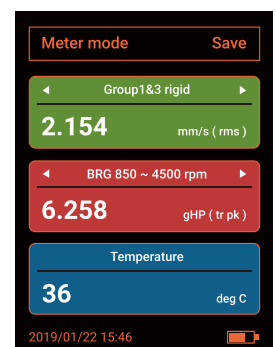 Meter mode Save
◄ Group1&3 rigid ►
2.154 mm/s ( rms )
◄ BRG 850 ~ 4500 rpm ►
6.258 gHP ( tr pk )
Temperature
36 deg C
2019/01/22 15:46